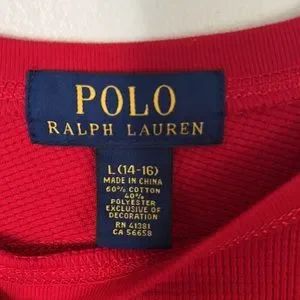 POLO
RALPH LAUREN
L (14-16)
MADE IN CHINA
60% COTTON
40%
POLYESTER
EXCLUSIVE OF
DECORATION
RN 41381
CA 56658